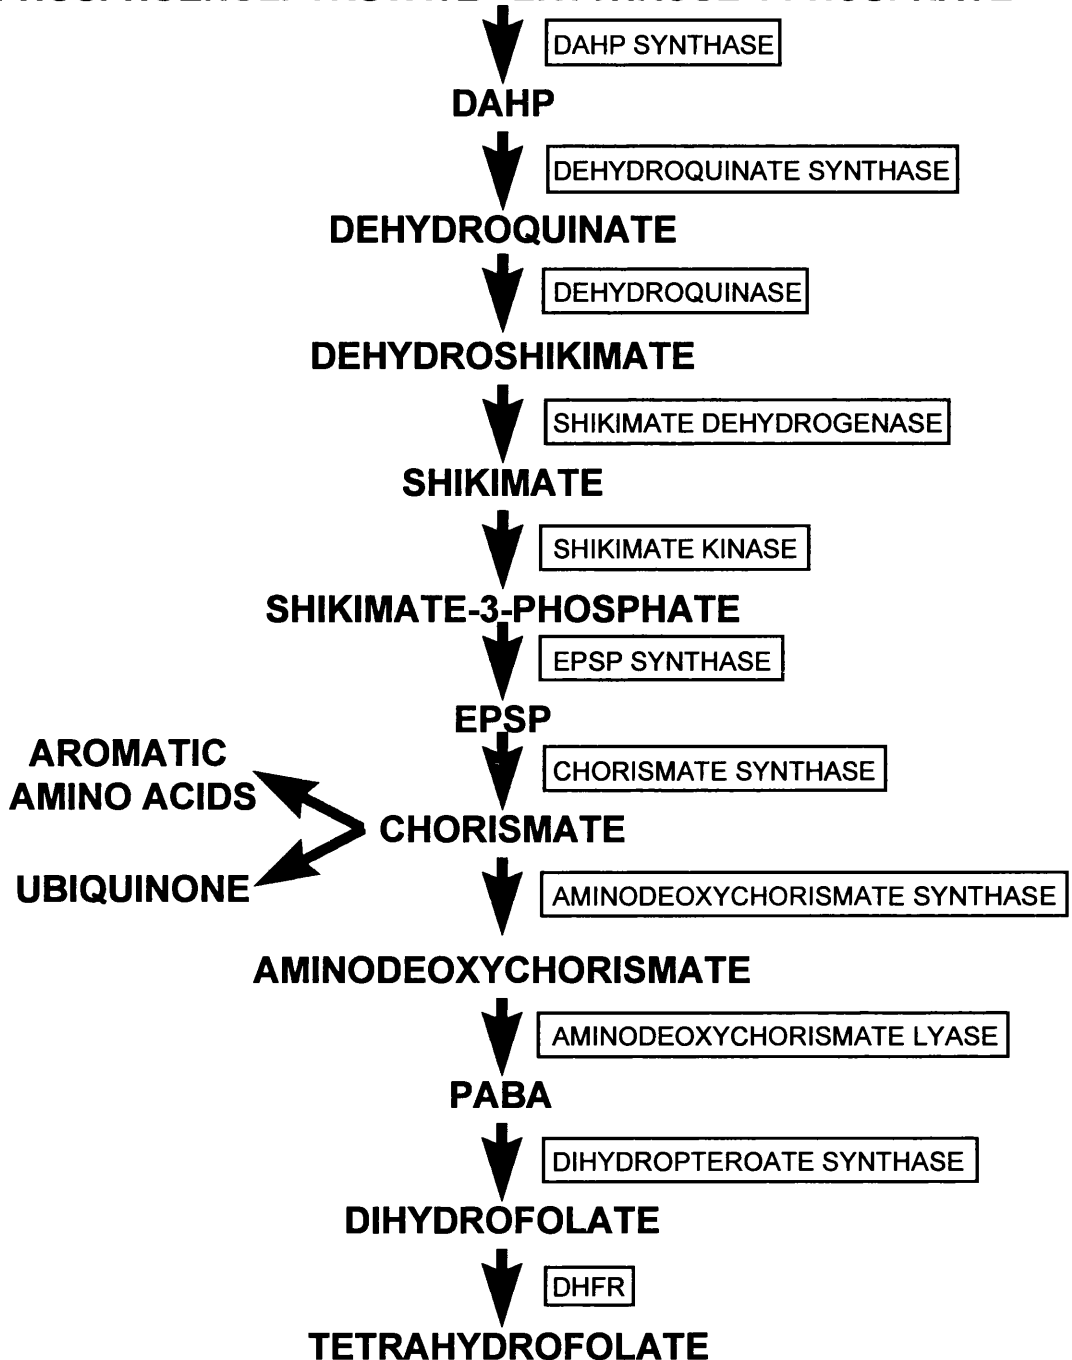 DAHP SYNTHASE
DAHP
DEHYDROQUINATE SYNTHASE
DEHYDROQUINATE
DEHYDROQUINASE
DEHYDROSHIKIMATE
SHIKIMATE DEHYDROGENASE
SHIKIMATE
SHIKIMATE KINASE
SHIKIMATE-3-PHOSPHATE
EPSP SYNTHASE
EPSP
AROMATIC
AMINO ACIDS
CHORISMATE SYNTHASE
CHORISMATE
UBIQUINONE
AMINODEOXYCHORISMATE SYNTHASE
AMINODEOXYCHORISMATE
AMINODEOXYCHORISMATE LYASE
PABA
DIHYDROPTEROATE SYNTHASE
DIHYDROFOLATE
DHFR
TETRAHYDROFOLATE